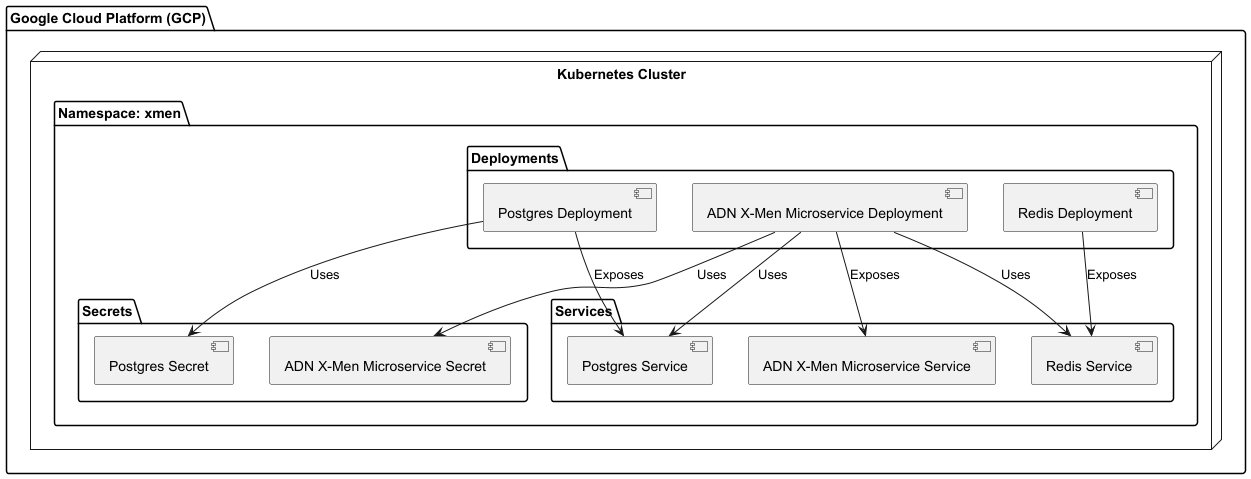 Google Cloud Platform (GCP)
Kubernetes Cluster
Namespace: xmen
Deployments
Postgres Deployment
ADN X-Men Microservice Deployment
Redis Deployment
Uses
Exposes
Uses
Uses
Exposes
Uses
Exposes
Secrets
Services
Postgres Secret
ADN X-Men Microservice Secret
Postgres Service
ADN X-Men Microservice Service
Redis Service